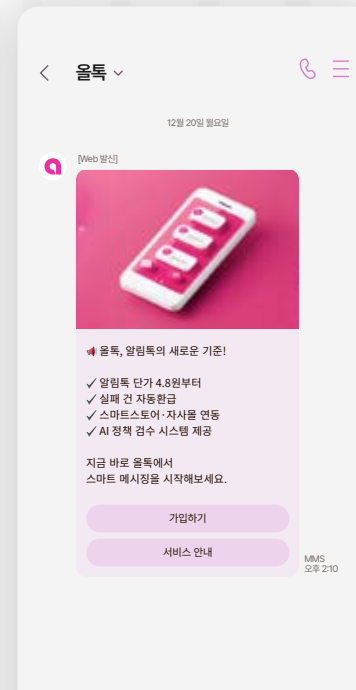 올톡
12월 20일 월요일
[Web 발신]
올톡, 알림톡의 새로운 기준!
✓ 알림톡 단가 4.8원부터
✓ 실패 건 자동환급
✓ 스마트스토어·자사몰 연동
✓ AI 정책 검수 시스템 제공
지금 바로 올톡에서
스마트 메시징을 시작해보세요.
가입하기
서비스 안내
MMS
오후 2:10